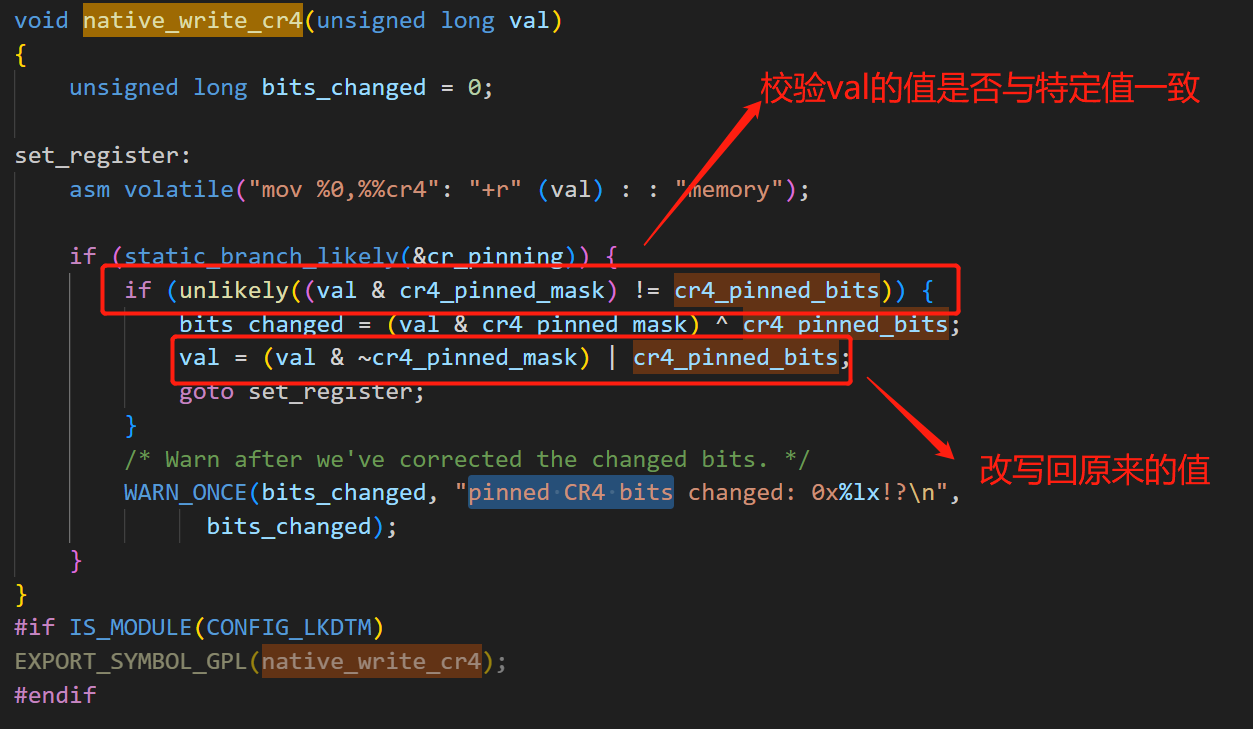 void native_write_cr4(unsigned long val)
{
unsigned long bits_changed = 0;
校验val的值是否与特定值一致
set_register:
asm volatile("mov %0,%%cr4": "+r" (val) : : "memory");
if (static_branch_likely(&cr_pinning)) {
if (unlikely((val & cr4_pinned_mask) != cr4_pinned_bits)) {
bits_changed = (val & cr4_pinned_mask) ^ cr4_pinned_bits;
val = (val & ~cr4_pinned_mask) | cr4_pinned_bits;
goto set_register;
}
/* Warn after we've corrected the changed bits. */
改写回原来的值
WARN_ONCE(bits_changed, "pinned CR4 bits changed: 0x%lx!?\n",
bits_changed);
}
}
#if IS_MODULE(CONFIG_LKDTM)
EXPORT_SYMBOL_GPL(native_write_cr4);
#endif